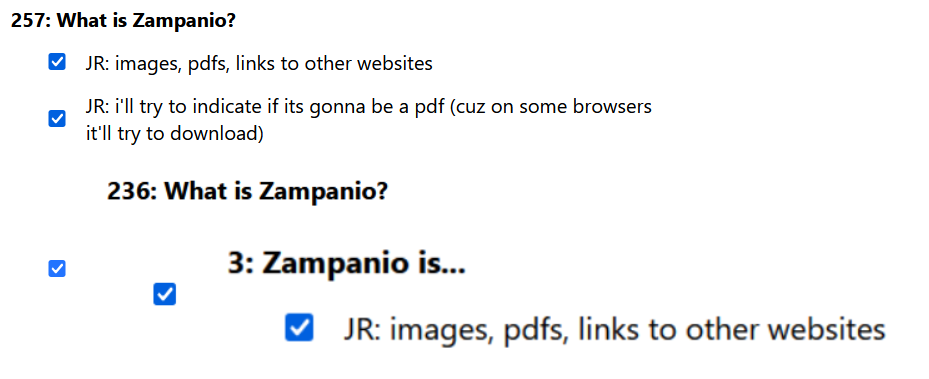 257: What is Zampanio?
JR: images, pdfs, links to other websites
JR: i'll try to indicate if its gonna be a pdf (cuz on some browsers
it'll try to download)
236: What is Zampanio?
3: Zampanio is...
JR: images, pdfs, links to other websites